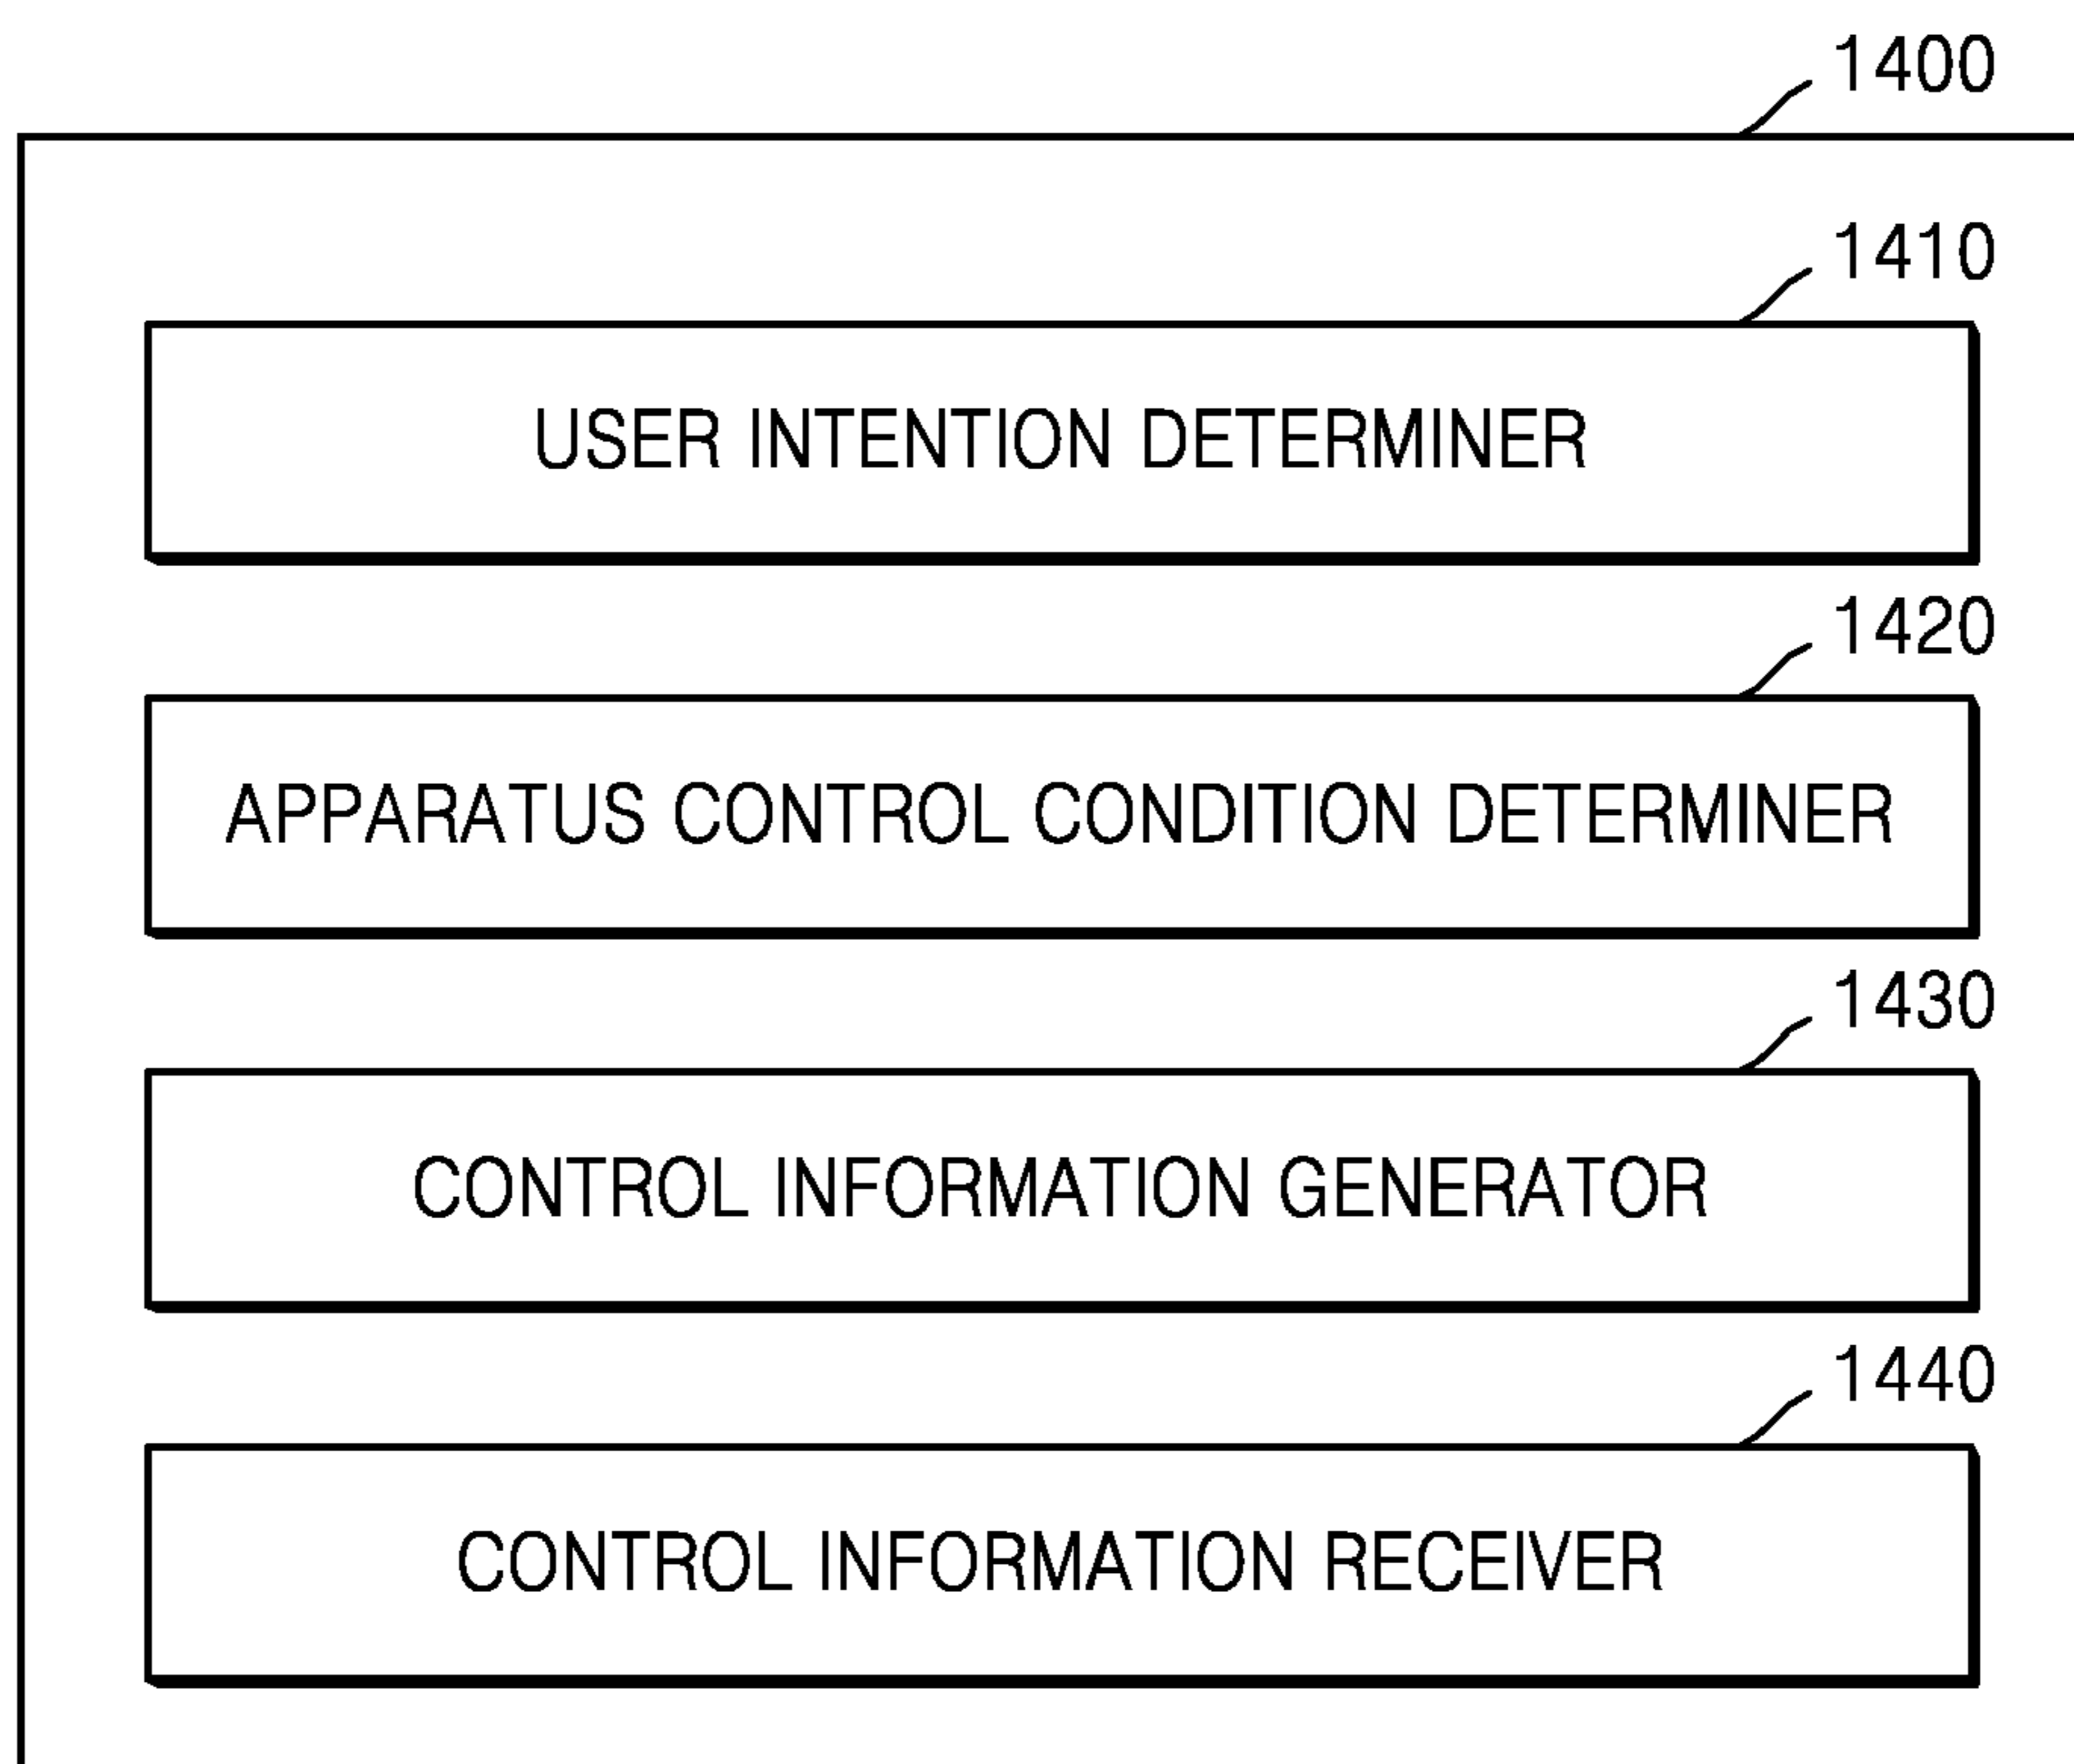 1400
1410
USER INTENTION DETERMINER
1420
APPARATUS CONTROL CONDITION DETERMINER
1430
CONTROL INFORMATION GENERATOR
1440
CONTROL INFORMATION RECEIVER